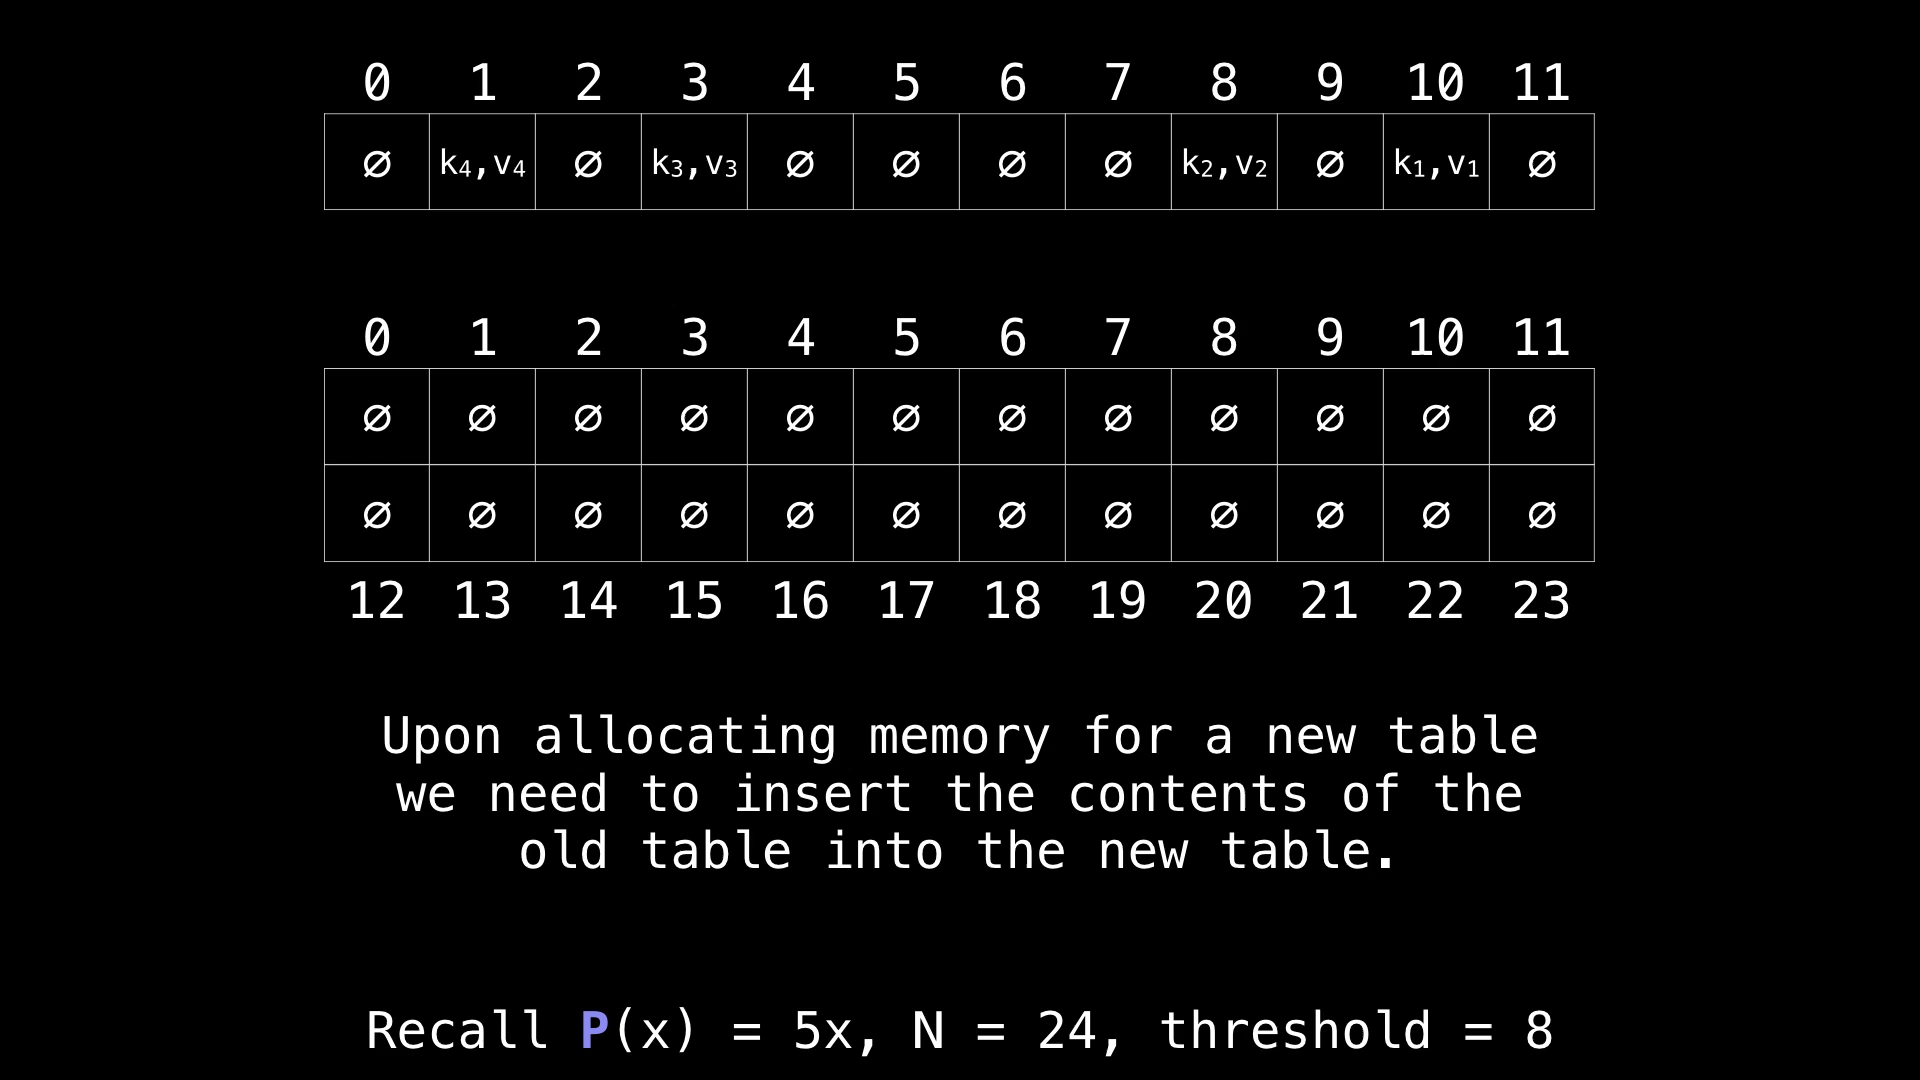 0 1 2 3 4 5 6 7 8 9 10 11
∅ k₄,v₄ ∅ k₃,v₃ ∅ ∅ ∅ ∅ k₂,v₂ ∅ k₁,v₁ ∅
0 1 2 3 4 5 6 7 8 9 10 11
∅ ∅ ∅ ∅ ∅ ∅ ∅ ∅ ∅ ∅ ∅ ∅
∅ ∅ ∅ ∅ ∅ ∅ ∅ ∅ ∅ ∅ ∅ ∅
12 13 14 15 16 17 18 19 20 21 22 23
Upon allocating memory for a new table
we need to insert the contents of the
old table into the new table.
Recall P(x) = 5x, N = 24, threshold = 8